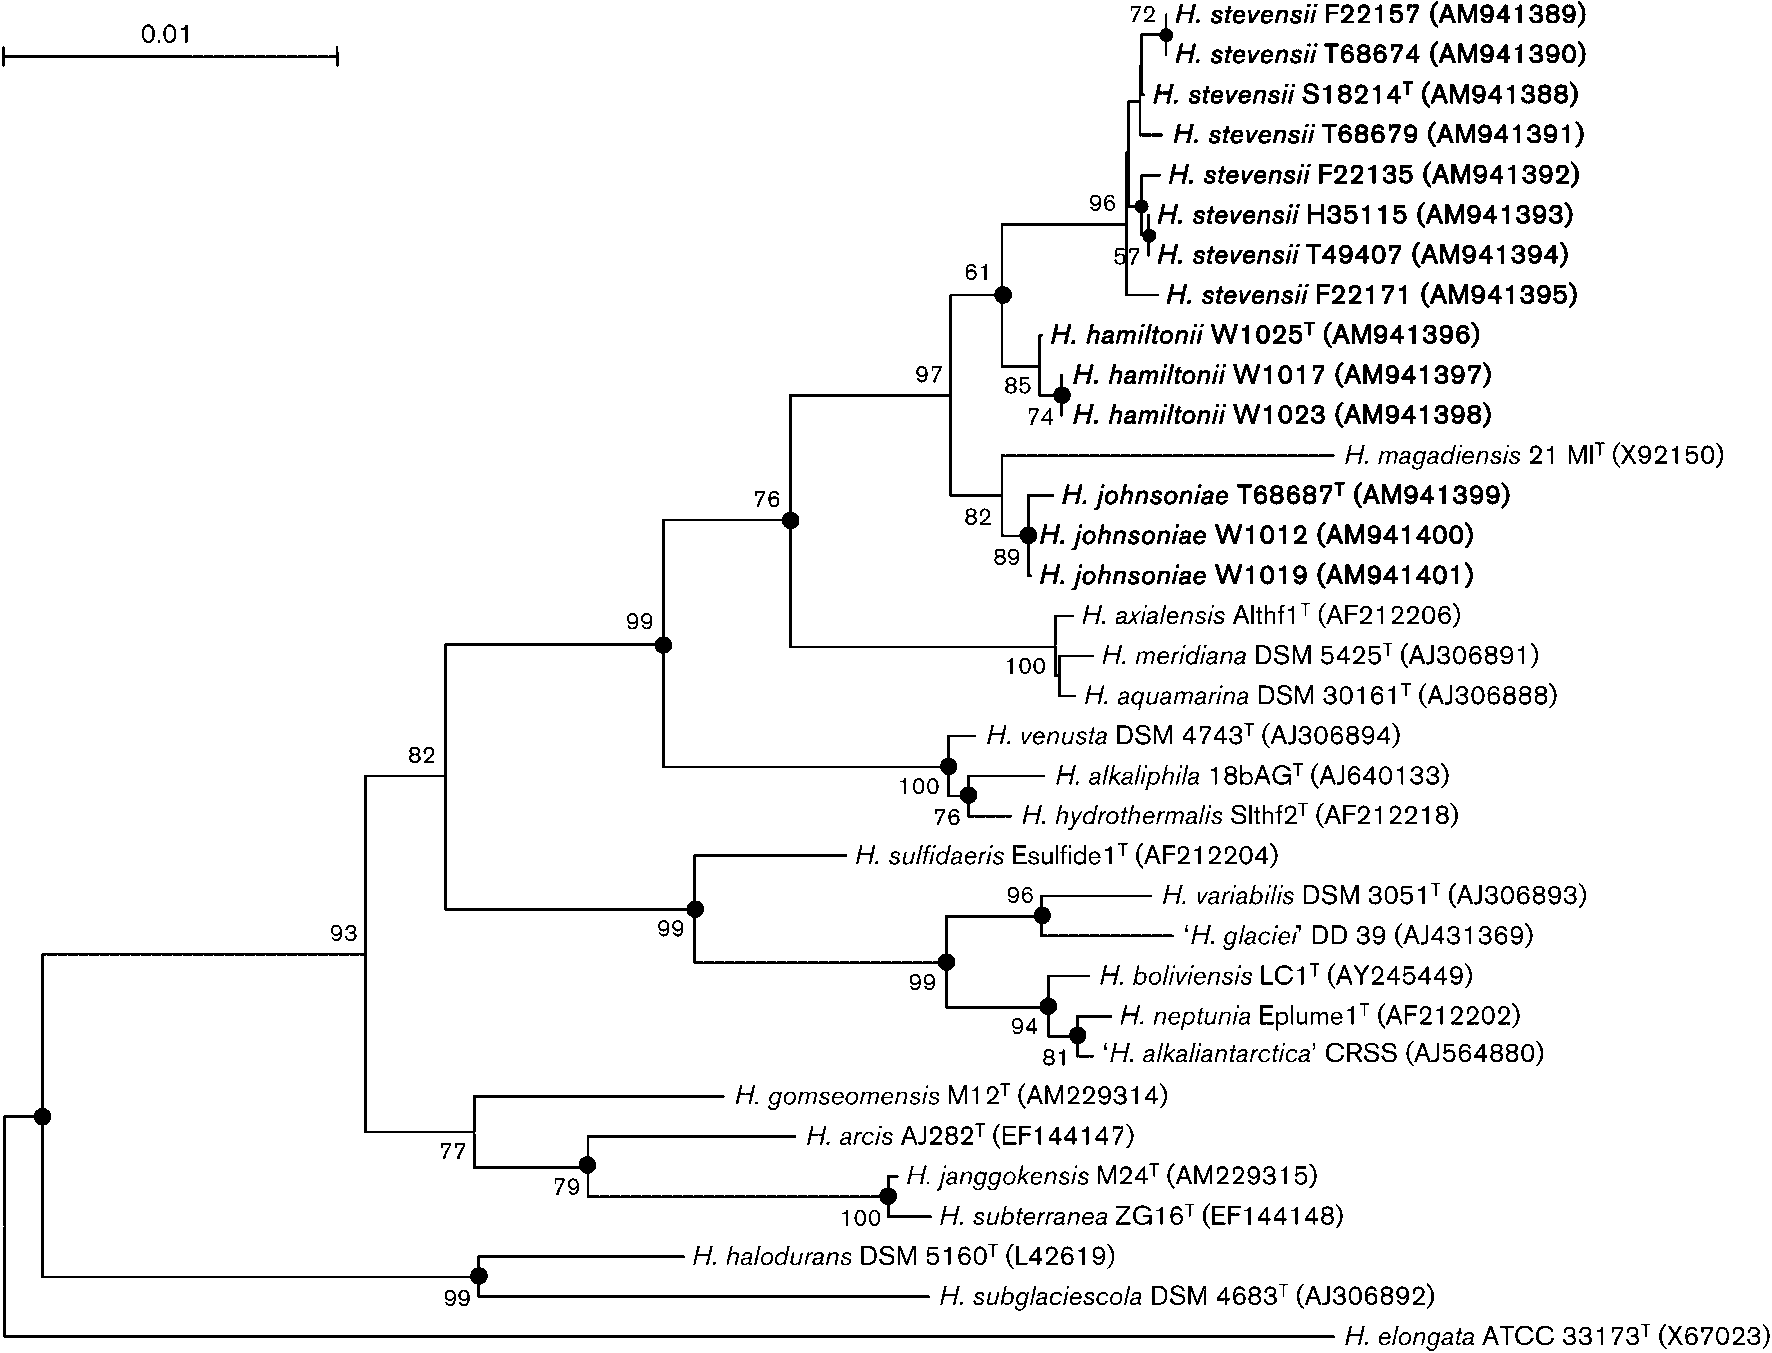 0.01
72
H. stevensii F22157 (AM941389)
H. stevensii T68674 (AM941390)
H. stevensii S18214ᵀ (AM941388)
H. stevensii T68679 (AM941391)
H. stevensii F22135 (AM941392)
96
H. stevensii H35115 (AM941393)
57
H. stevensii T49407 (AM941394)
61
H. stevensii F22171 (AM941395)
H. hamiltonii W1025ᵀ (AM941396)
97
85
H. hamiltonii W1017 (AM941397)
74
H. hamiltonii W1023 (AM941398)
H. magadiensis 21 MIᵀ (X92150)
76
H. johnsoniae T68687ᵀ (AM941399)
82
H. johnsoniae W1012 (AM941400)
89
H. johnsoniae W1019 (AM941401)
99
H. axialensis Althf1ᵀ (AF212206)
H. meridiana DSM 5425ᵀ (AJ306891)
100
H. aquamarina DSM 30161ᵀ (AJ306888)
H. venusta DSM 4743ᵀ (AJ306894)
82
100
H. alkaliphila 18bAGᵀ (AJ640133)
76
H. hydrothermalis Slthf2ᵀ (AF212218)
H. sulfidaeris Esulfide1ᵀ (AF212204)
96
H. variabilis DSM 3051ᵀ (AJ306893)
93
99
‘H. glaciei’ DD 39 (AJ431369)
99
H. boliviensis LC1ᵀ (AY245449)
94
H. neptunia Eplume1ᵀ (AF212202)
81
‘H. alkaliantarctica’ CRSS (AJ564880)
H. gomseomensis M12ᵀ (AM229314)
77
H. arcis AJ282ᵀ (EF144147)
79
H. janggokensis M24ᵀ (AM229315)
100
H. subterranea ZG16ᵀ (EF144148)
H. halodurans DSM 5160ᵀ (L42619)
99
H. subglaciescola DSM 4683ᵀ (AJ306892)
H. elongata ATCC 33173ᵀ (X67023)